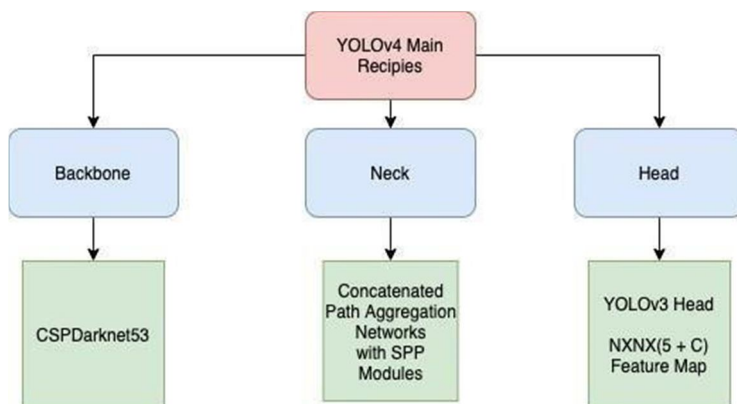 YOLOv4 Main
Recipies
Backbone
Neck
Head
CSPDarknet53
Concatenated
Path Aggregation
Networks
with SPP
Modules
YOLOv3 Head
NXNX(5 + C)
Feature Map